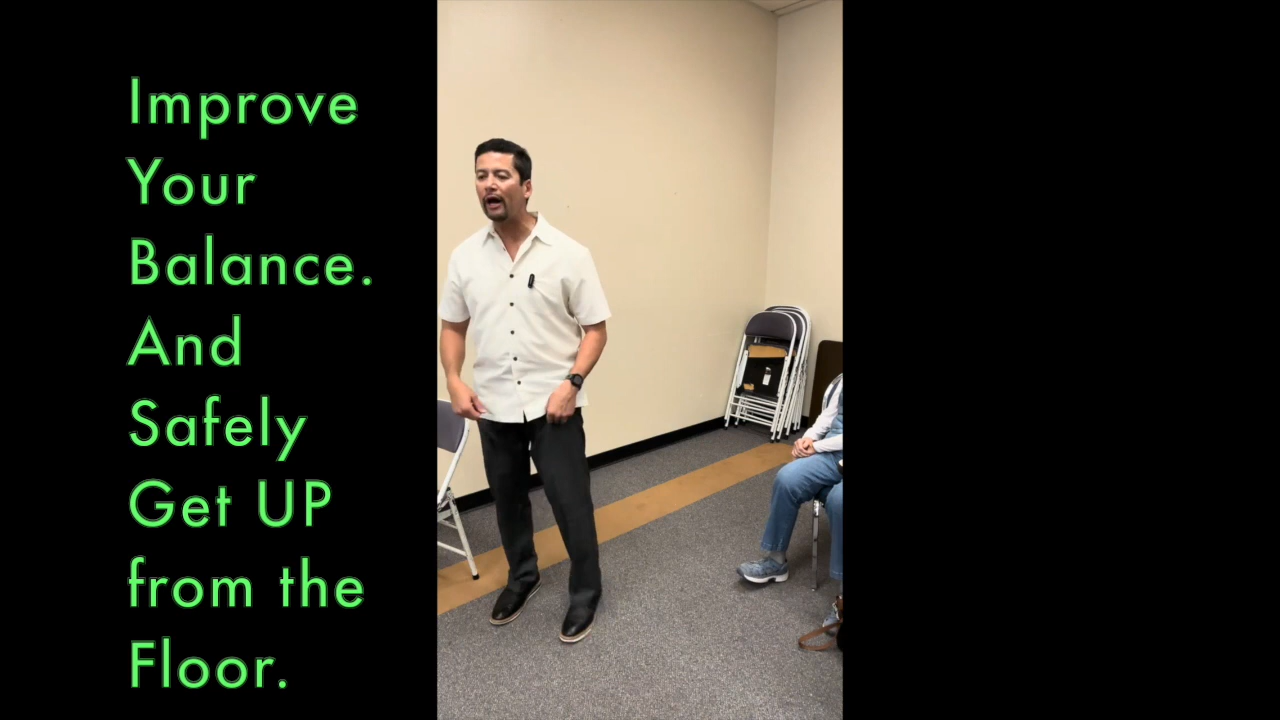 Improve
Your
Balance.
And
Safely
Get UP
from the
Floor.